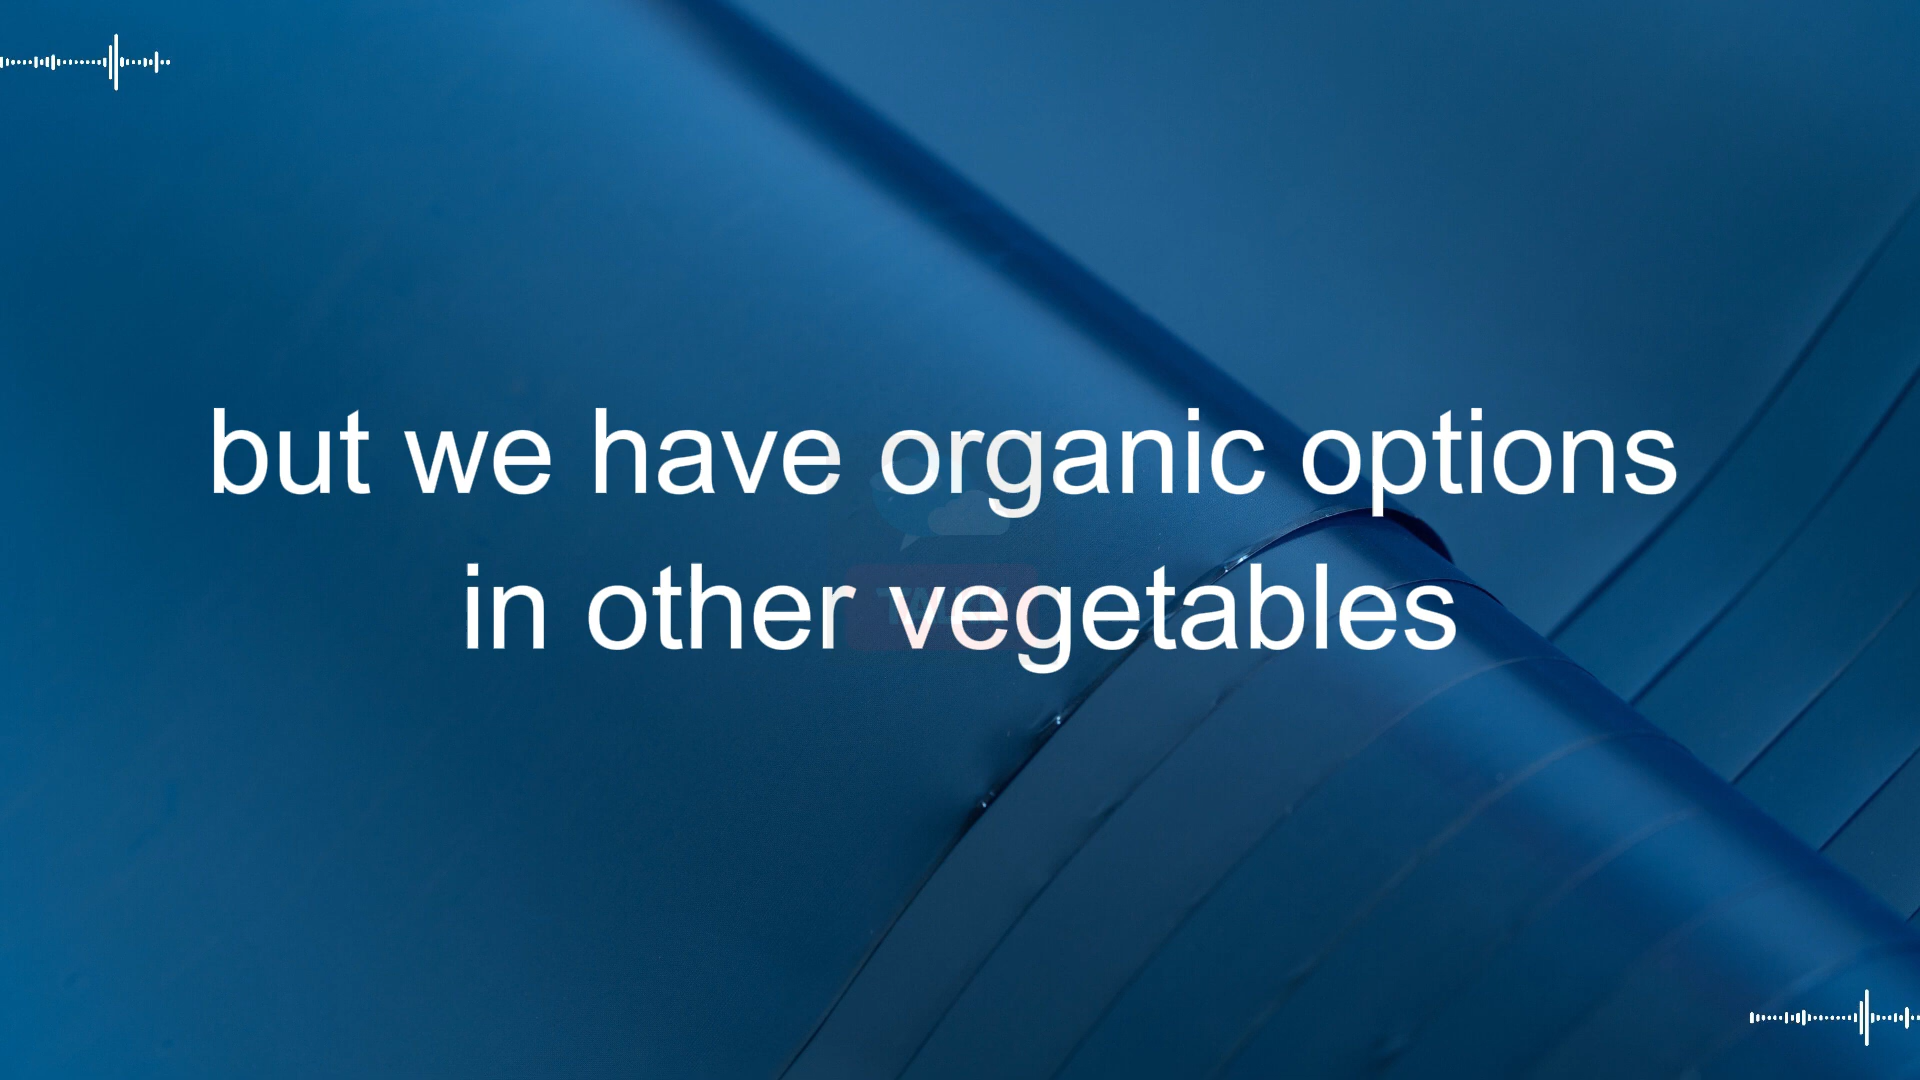 but we have organic options
in other vegetables